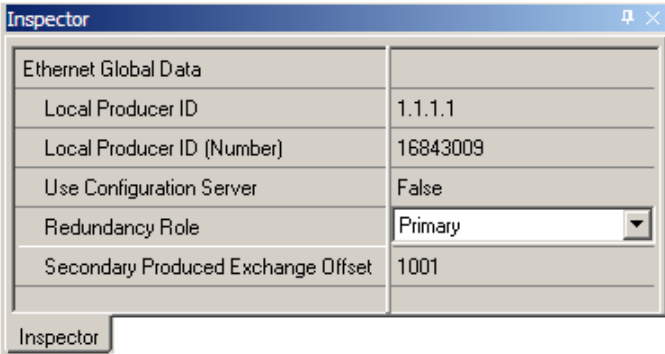 Inspector
Ethernet Global Data
Local Producer ID 1.1.1.1
Local Producer ID (Number) 16843009
Use Configuration Server False
Redundancy Role Primary
Secondary Produced Exchange Offset 1001
Inspector